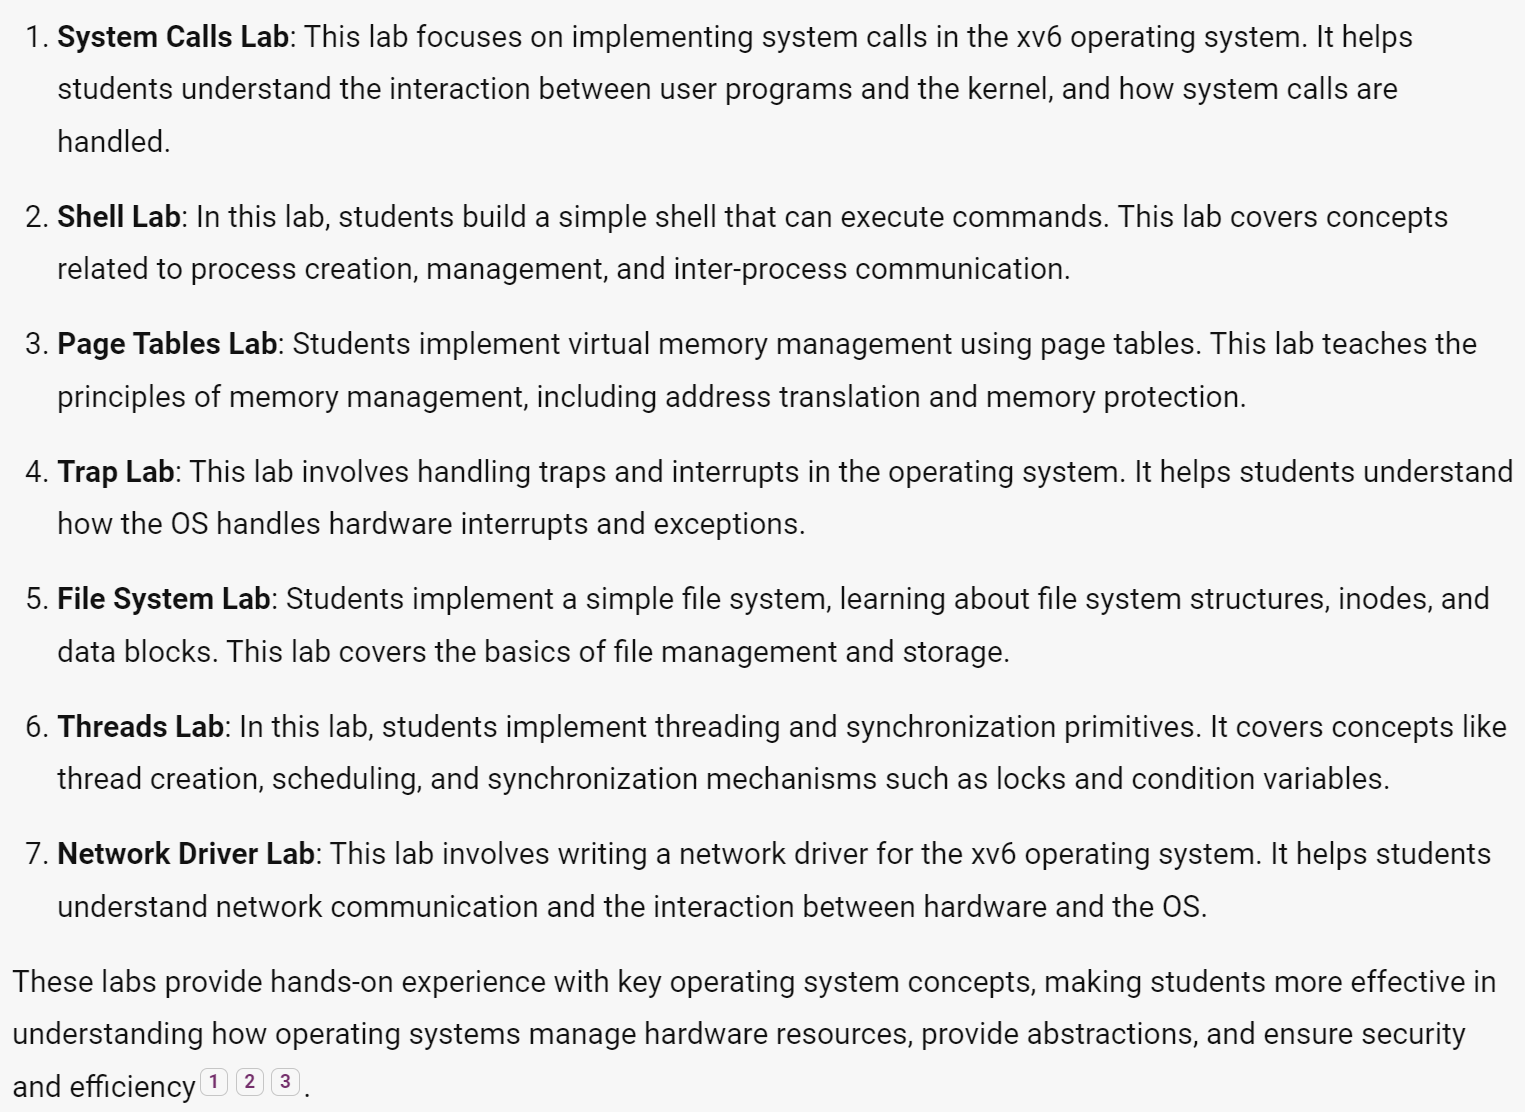 1. System Calls Lab: This lab focuses on implementing system calls in the xv6 operating system. It helps
students understand the interaction between user programs and the kernel, and how system calls are
handled.
2. Shell Lab: In this lab, students build a simple shell that can execute commands. This lab covers concepts
related to process creation, management, and inter-process communication.
3. Page Tables Lab: Students implement virtual memory management using page tables. This lab teaches the
principles of memory management, including address translation and memory protection.
4. Trap Lab: This lab involves handling traps and interrupts in the operating system. It helps students understand
how the OS handles hardware interrupts and exceptions.
5. File System Lab: Students implement a simple file system, learning about file system structures, inodes, and
data blocks. This lab covers the basics of file management and storage.
6. Threads Lab: In this lab, students implement threading and synchronization primitives. It covers concepts like
thread creation, scheduling, and synchronization mechanisms such as locks and condition variables.
7. Network Driver Lab: This lab involves writing a network driver for the xv6 operating system. It helps students
understand network communication and the interaction between hardware and the OS.
These labs provide hands-on experience with key operating system concepts, making students more effective in
understanding how operating systems manage hardware resources, provide abstractions, and ensure security
and efficiency 1 2 3 .